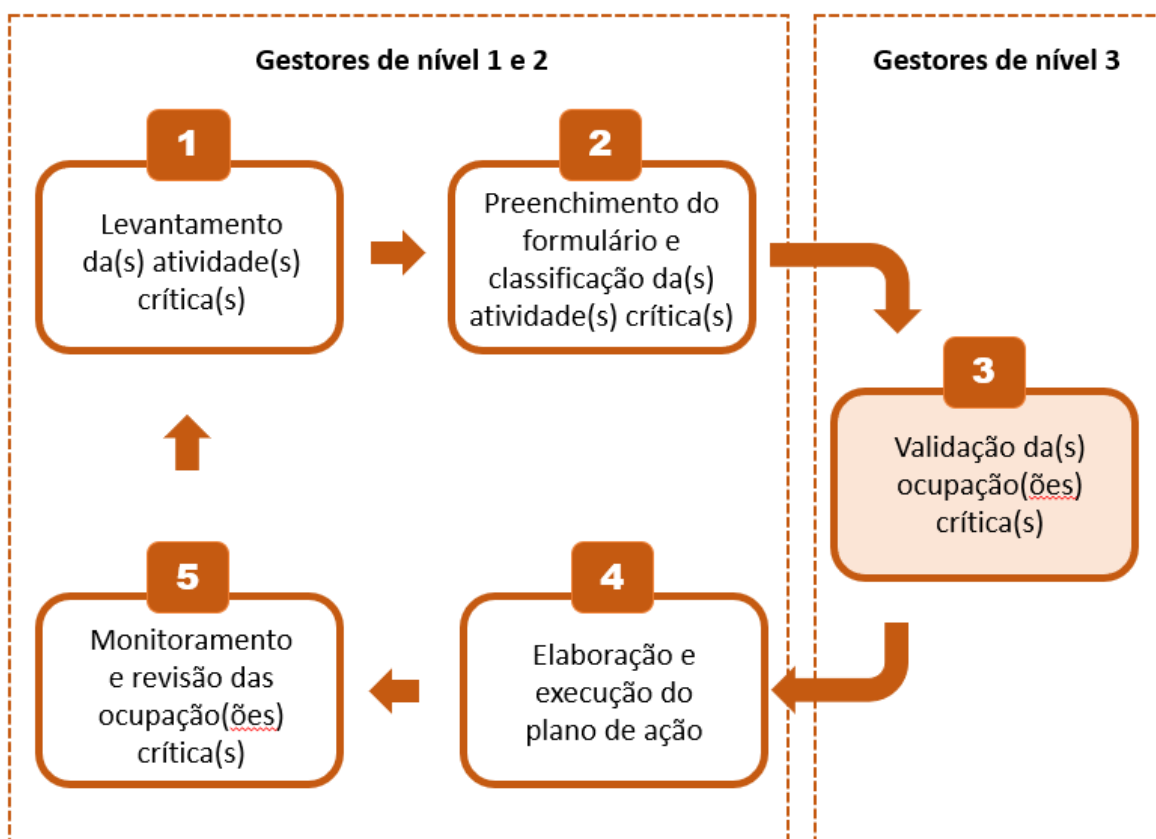 Gestores de nível 1 e 2
Gestores de nível 3
1
Levantamento
da(s) atividade(s)
crítica(s)
2
Preenchimento do
formulário e
classificação da(s)
atividade(s) crítica(s)
3
Validação da(s)
ocupação(ões)
crítica(s)
4
Elaboração e
execução do
plano de ação
5
Monitoramento
e revisão das
ocupação(ões)
crítica(s)